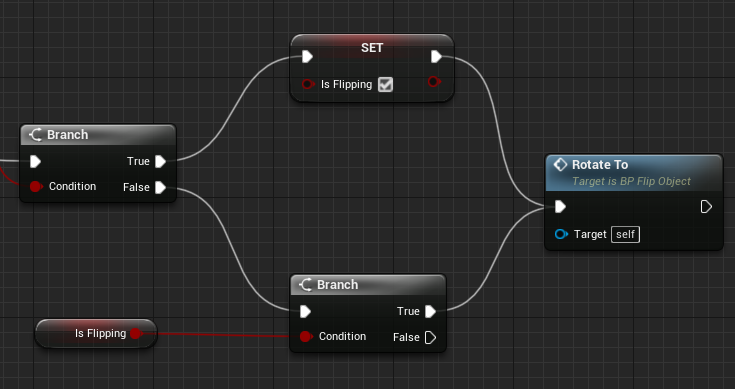 SET
Is Flipping
Branch
True
Condition
False
Rotate To
Target is BP Flip Object
Target self
Branch
True
Is Flipping
Condition
False